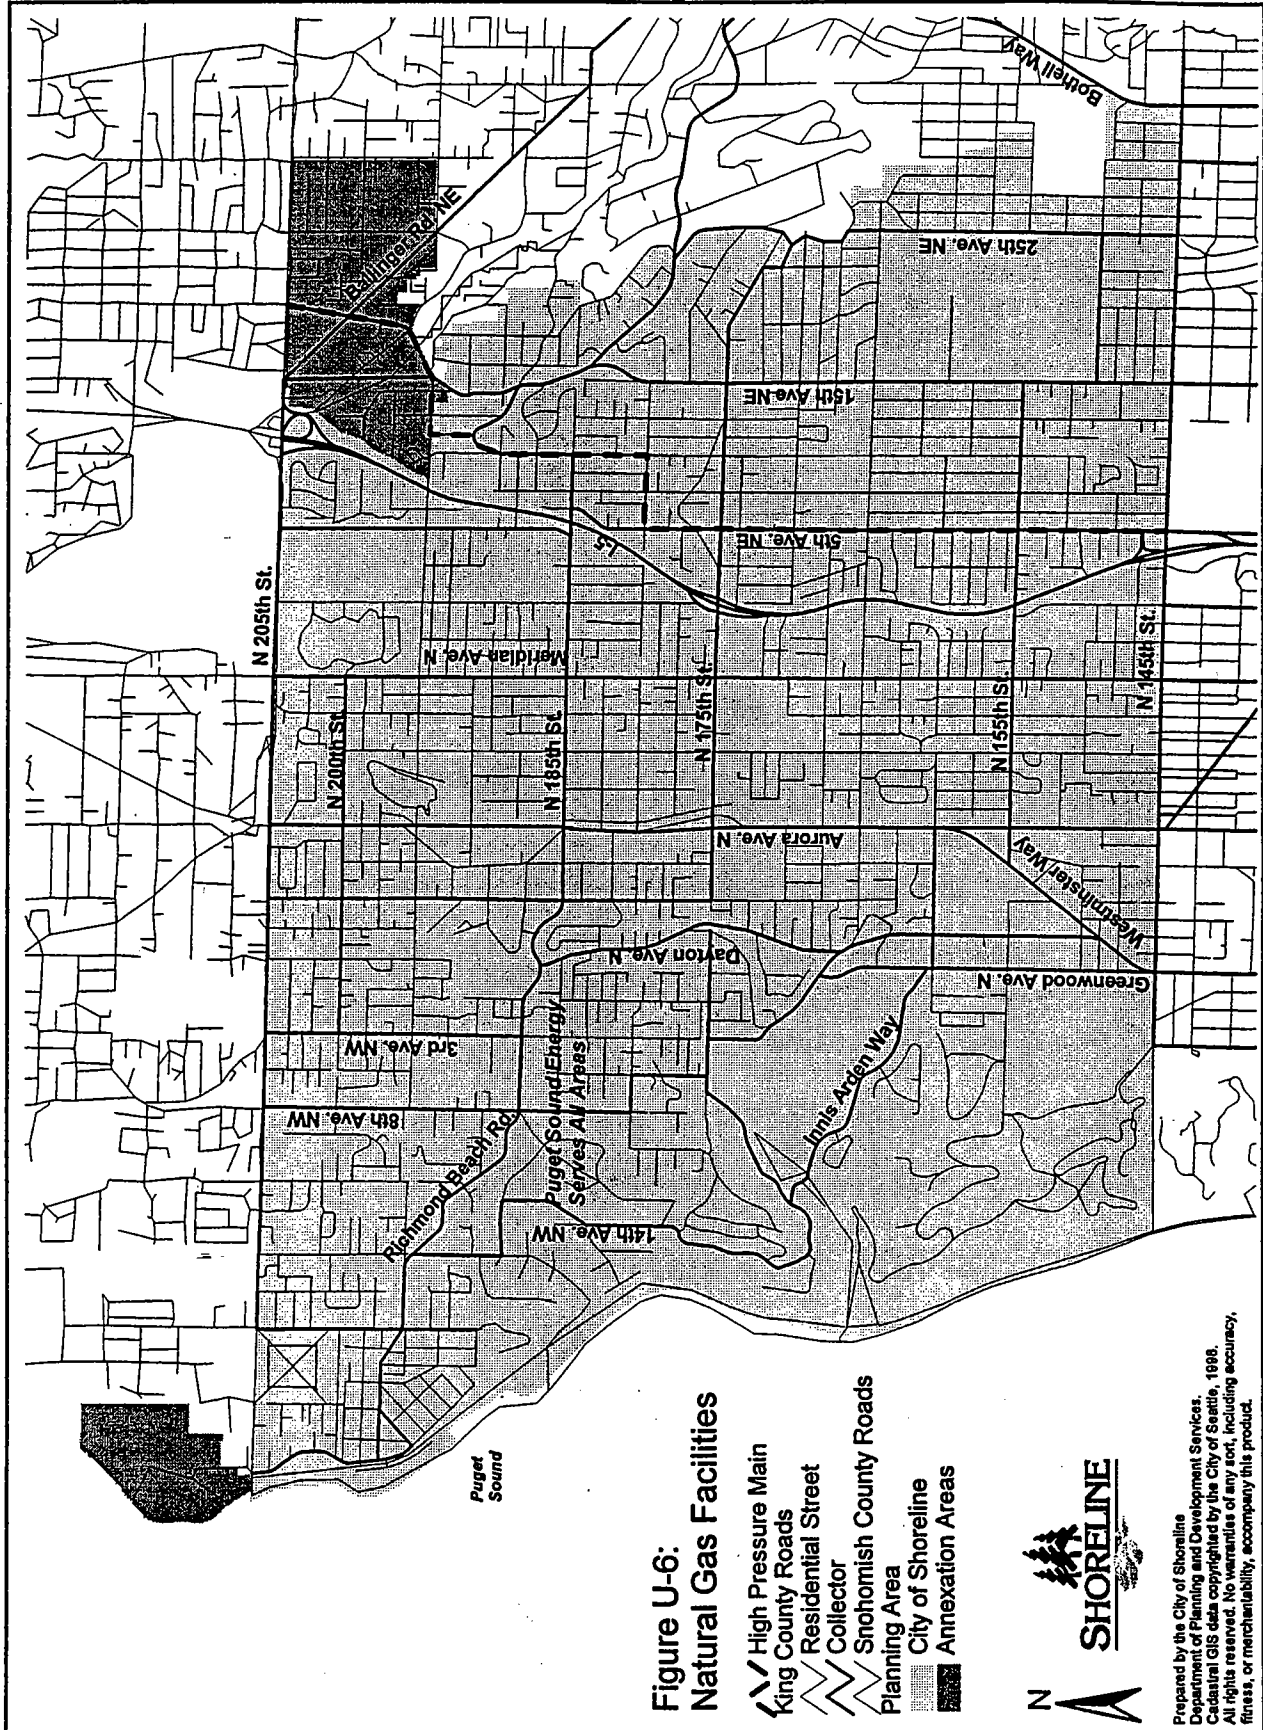 Figure U-6:
Natural Gas Facilities
High Pressure Main
King County Roads
Residential Street
Collector
Snohomish County Roads
Planning Area
City of Shoreline
Annexation Areas
N
SHORELINE
Prepared by the City of Shoreline
Department of Planning and Development Services.
Cadastral GIS data copyrighted by the City of Seattle, 1998.
All rights reserved. No warranties of any sort, including accuracy,
fitness, or merchantability, accompany this product.
Puget
Sound
Richmond Beach Rd.
8th Ave. NW
3rd Ave. NW
14th Ave. NW
Puget Sound Energy
Serves All Areas
Innis Arden Way
Dayton Ave. N
Greenwood Ave. N
Westminster Way
Aurora Ave. N
N 205th St.
N 200th St.
N 185th St.
N 175th St.
N 155th St.
N 145th St.
Meridian Ave. N
I-5
5th Ave. NE
15th Ave NE
25th Ave. NE
Ballinger Rd. NE
Bothell Way